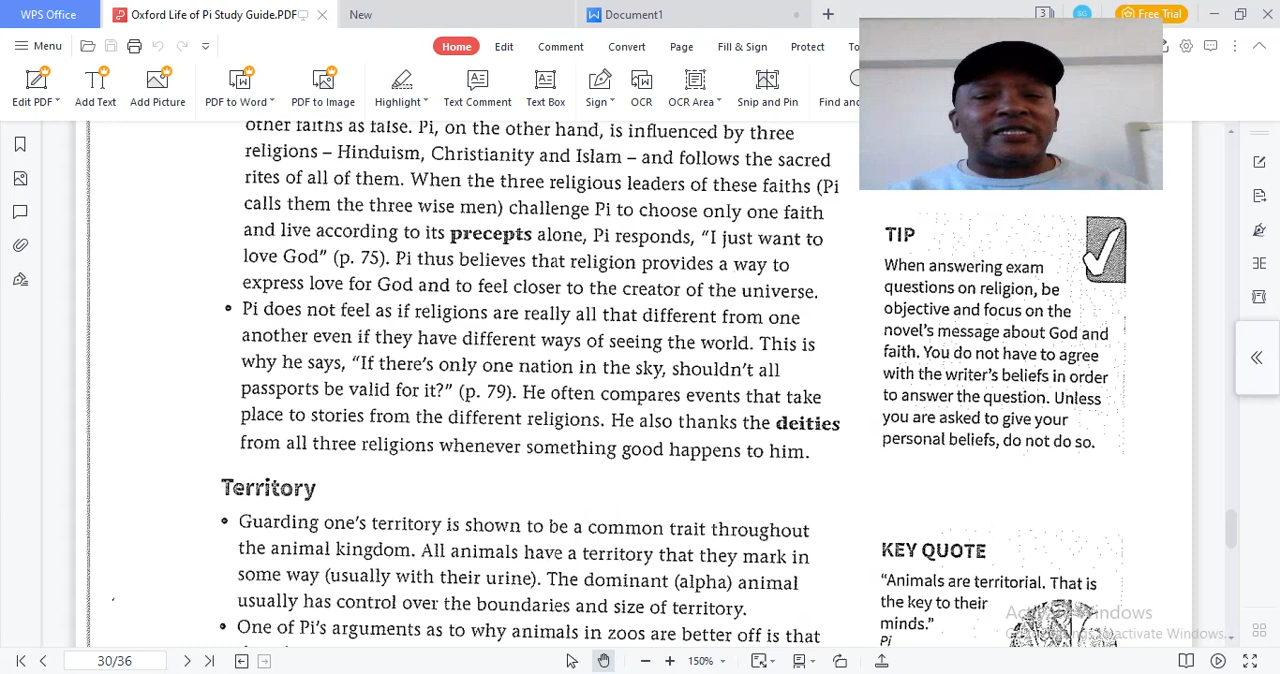 WPS Office
Oxford Life of Pi Study Guide.PDF
New
Document1
3
SG
Free Trial
Menu
Home
Edit
Comment
Convert
Page
Fill & Sign
Protect
Edit PDF
Add Text
Add Picture
PDF to Word
PDF to Image
Highlight
Text Comment
Text Box
Sign
OCR
OCR Area
Snip and Pin
Find and
other faiths as false. Pi, on the other hand, is influenced by three
religions – Hinduism, Christianity and Islam – and follows the sacred
rites of all of them. When the three religious leaders of these faiths (Pi
calls them the three wise men) challenge Pi to choose only one faith
and live according to its precepts alone, Pi responds, “I just want to
love God” (p. 75). Pi thus believes that religion provides a way to
express love for God and to feel closer to the creator of the universe.
• Pi does not feel as if religions are really all that different from one
another even if they have different ways of seeing the world. This is
why he says, “If there’s only one nation in the sky, shouldn’t all
passports be valid for it?” (p. 79). He often compares events that take
place to stories from the different religions. He also thanks the deities
from all three religions whenever something good happens to him.
Territory
• Guarding one’s territory is shown to be a common trait throughout
the animal kingdom. All animals have a territory that they mark in
some way (usually with their urine). The dominant (alpha) animal
usually has control over the boundaries and size of territory.
• One of Pi’s arguments as to why animals in zoos are better off is that
TIP
When answering exam
questions on religion, be
objective and focus on the
novel’s message about God and
faith. You do not have to agree
with the writer’s beliefs in order
to answer the question. Unless
you are asked to give your
personal beliefs, do not do so.
KEY QUOTE
“Animals are territorial. That is
the key to their
minds.”
Pi
Activate Windows
to activate Windows.
30/36
150%